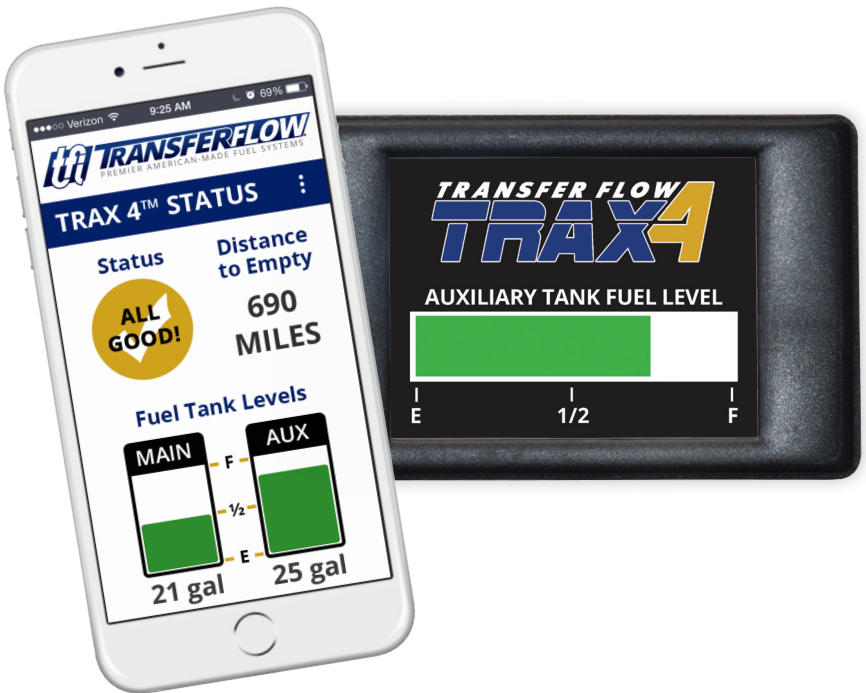 ●●●○○ Verizon 9:25 AM 69%
tfi TRANSFER FLOW
PREMIER AMERICAN-MADE FUEL SYSTEMS
TRAX 4™ STATUS
Status
ALL
GOOD!
Distance
to Empty
690
MILES
Fuel Tank Levels
MAIN
AUX
F
½
E
21 gal
25 gal
TRANSFER FLOW
TRAX4
AUXILIARY TANK FUEL LEVEL
E 1/2 F